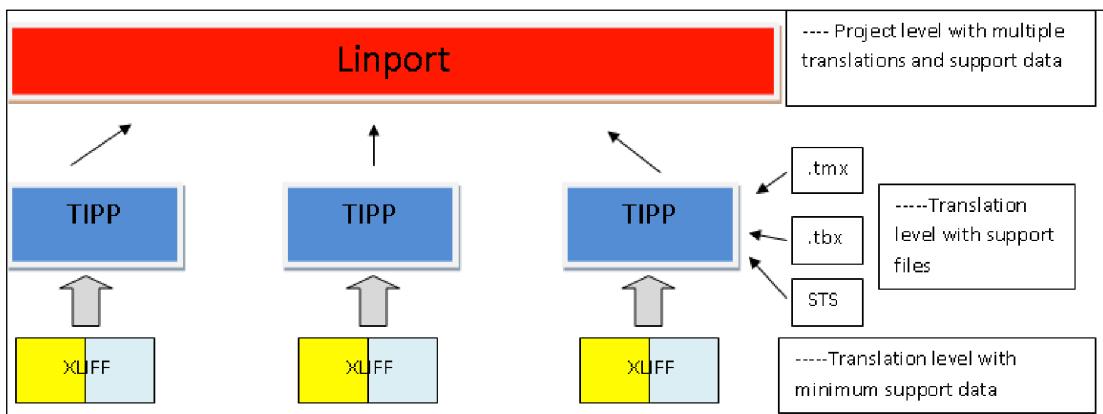 Linport
---- Project level with multiple
translations and support data
TIPP
TIPP
TIPP
.tmx
.tbx
STS
-----Translation
level with support
files
XLIFF
XLIFF
XLIFF
-----Translation level with
minimum support data